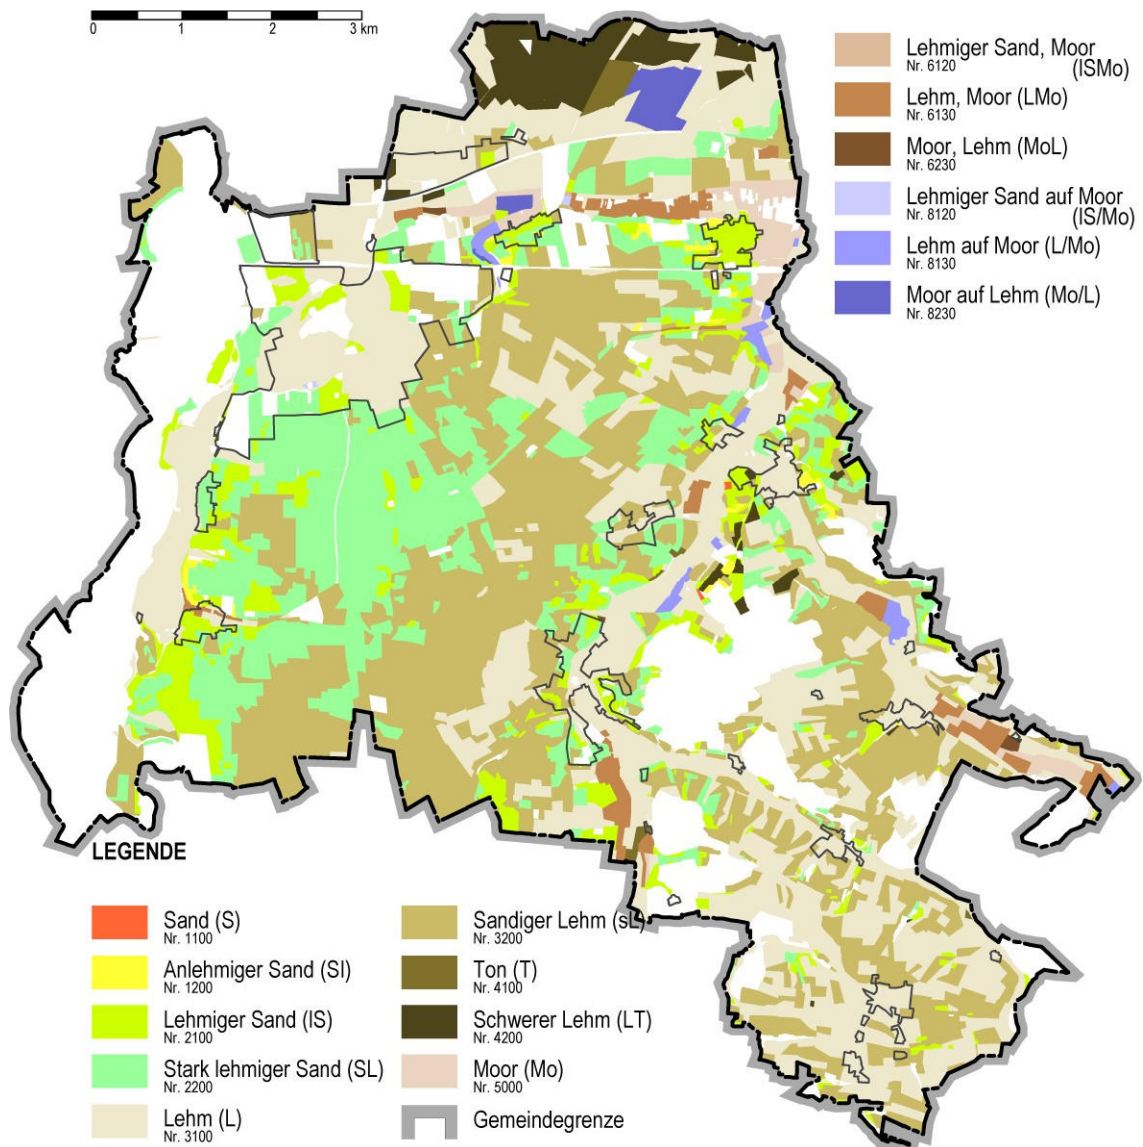 0 1 2 3 km
Lehmiger Sand, Moor
Nr. 6120 (lSMo)
Lehm, Moor (LMo)
Nr. 6130
Moor, Lehm (MoL)
Nr. 6230
Lehmiger Sand auf Moor
Nr. 8120 (lS/Mo)
Lehm auf Moor (L/Mo)
Nr. 8130
Moor auf Lehm (Mo/L)
Nr. 8230
LEGENDE
Sand (S)
Nr. 1100
Anlehmiger Sand (Sl)
Nr. 1200
Lehmiger Sand (lS)
Nr. 2100
Stark lehmiger Sand (SL)
Nr. 2200
Lehm (L)
Nr. 3100
Sandiger Lehm (sL)
Nr. 3200
Ton (T)
Nr. 4100
Schwerer Lehm (LT)
Nr. 4200
Moor (Mo)
Nr. 5000
Gemeindegrenze